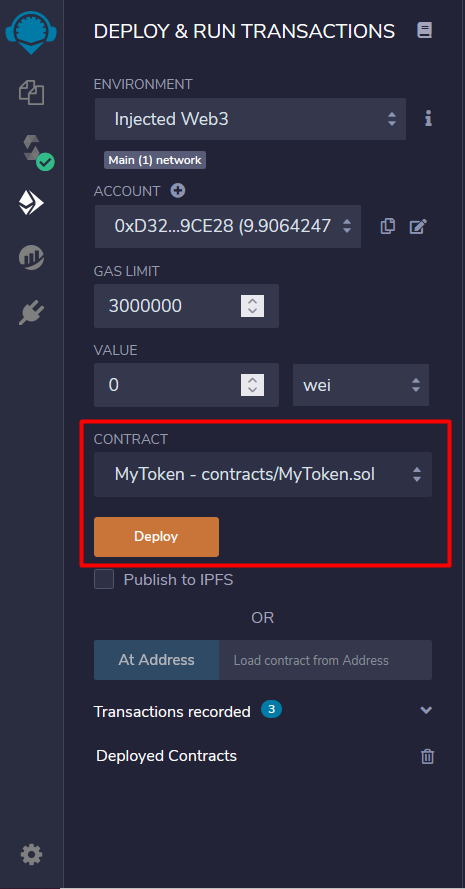 DEPLOY & RUN TRANSACTIONS
ENVIRONMENT
Injected Web3
Main (1) network
ACCOUNT
0xD32...9CE28 (9.9064247
GAS LIMIT
3000000
VALUE
0 wei
CONTRACT
MyToken - contracts/MyToken.sol
Deploy
Publish to IPFS
OR
At Address Load contract from Address
Transactions recorded 3
Deployed Contracts